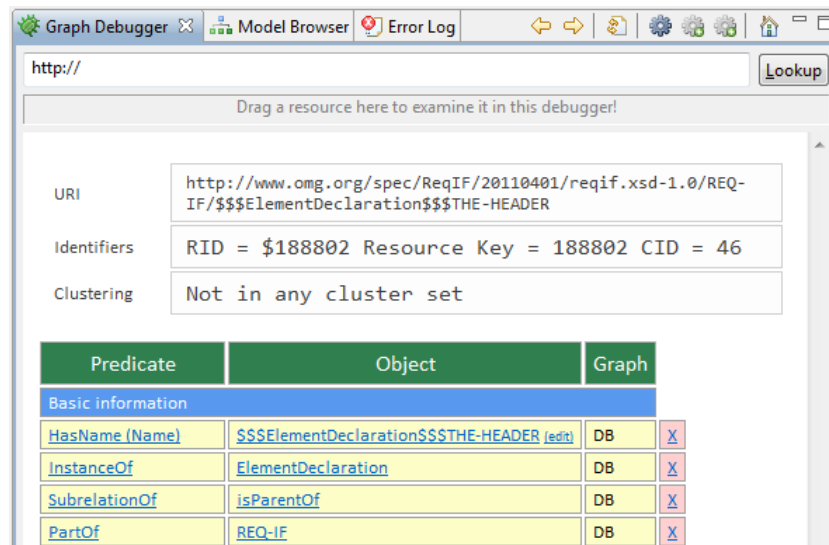 Graph Debugger Model Browser Error Log
http://
Lookup
Drag a resource here to examine it in this debugger!
URI
http://www.omg.org/spec/ReqIF/20110401/reqif.xsd-1.0/REQ-
IF/$$$ElementDeclaration$$$THE-HEADER
Identifiers RID = $188802 Resource Key = 188802 CID = 46
Clustering Not in any cluster set
Predicate Object Graph
Basic information
HasName (Name) $$$ElementDeclaration$$$THE-HEADER (edit) DB X
InstanceOf ElementDeclaration DB X
SubrelationOf isParentOf DB X
PartOf REQ-IF DB X